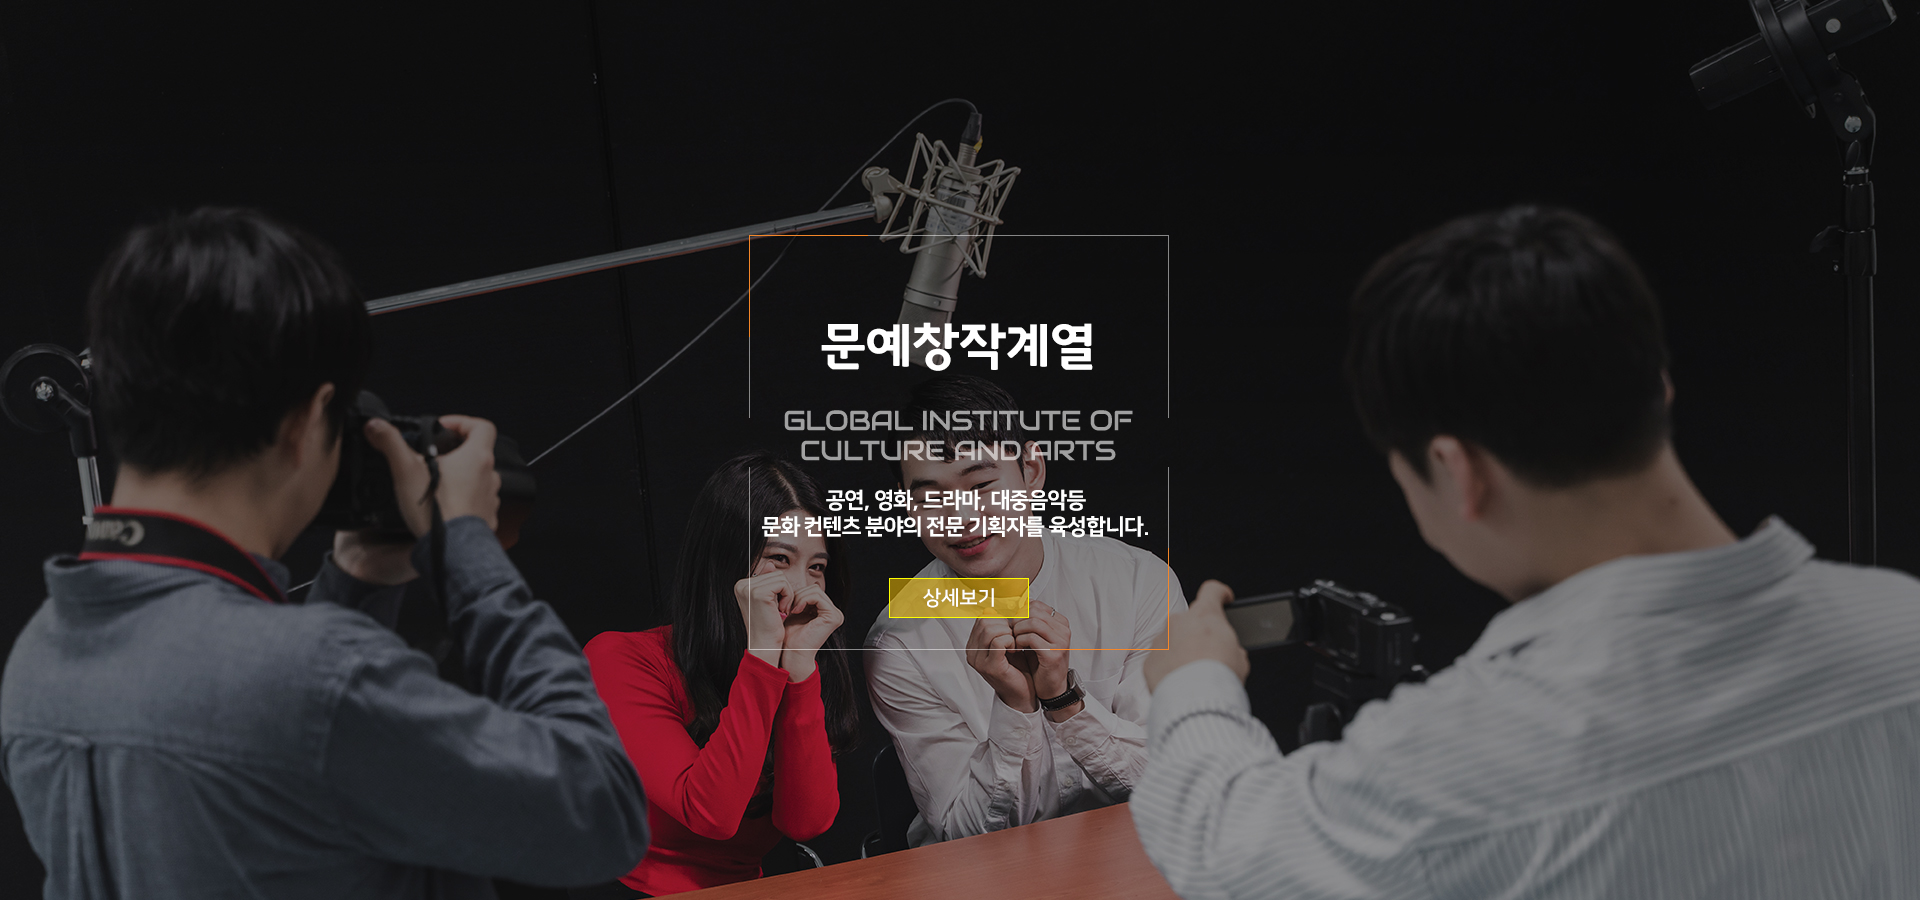 문예창작계열
GLOBAL INSTITUTE OF
CULTURE AND ARTS
공연, 영화, 드라마, 대중음악등
문화 컨텐츠 분야의 전문 기획자를 육성합니다.
상세보기